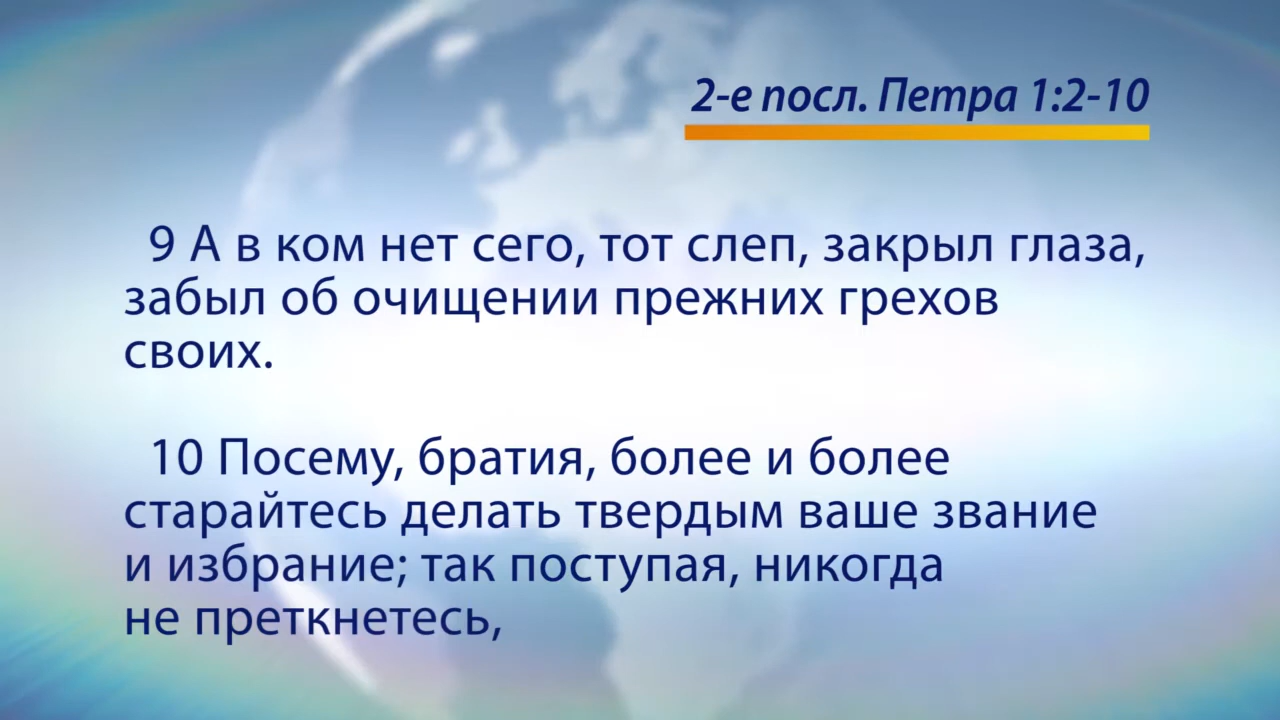 2-е посл. Петра 1:2-10
9 А в ком нет сего, тот слеп, закрыл глаза,
забыл об очищении прежних грехов
своих.
10 Посему, братия, более и более
старайтесь делать твердым ваше звание
и избрание; так поступая, никогда
не преткнетесь,